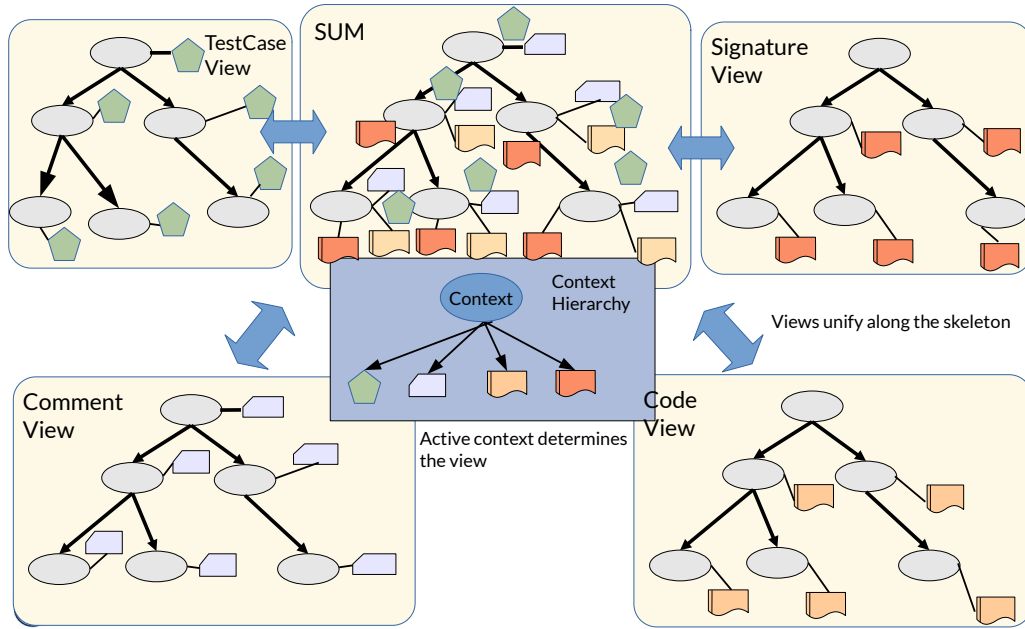 TestCase
View
SUM
Signature
View
Context
Context
Hierarchy
Views unify along the skeleton
Comment
View
Active context determines
the view
Code
View